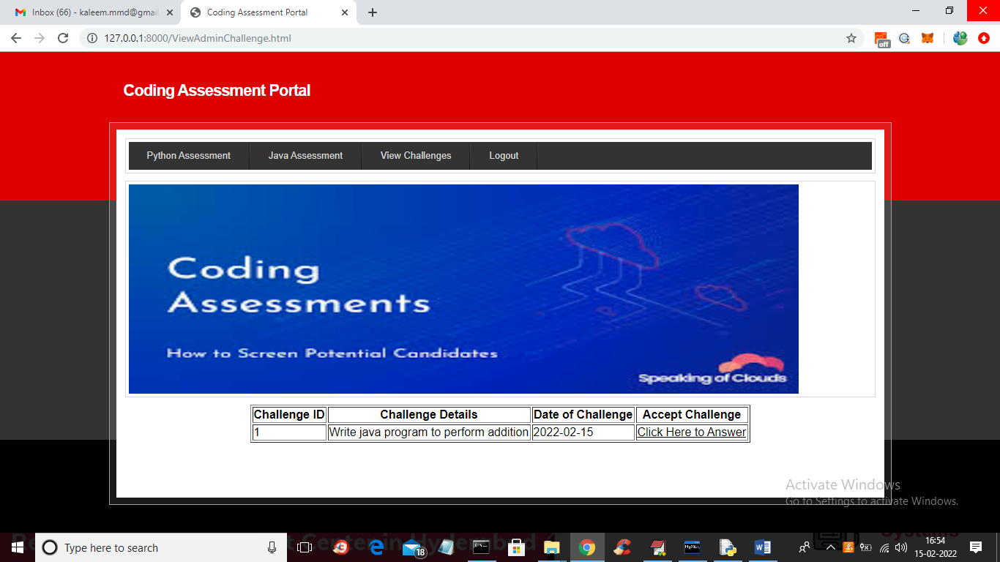 Inbox (66) - kaleem.mmd@gmai
Coding Assessment Portal
127.0.0.1:8000/ViewAdminChallenge.html
off
Coding Assessment Portal
Python Assessment Java Assessment View Challenges Logout
Coding
Assessments
How to Screen Potential Candidates
Speaking of Clouds
Challenge ID Challenge Details Date of Challenge Accept Challenge
1 Write java program to perform addition 2022-02-15 Click Here to Answer
Activate Windows
Go to Settings to activate Windows.
Type here to search
18
MySQL
16:54
15-02-2022